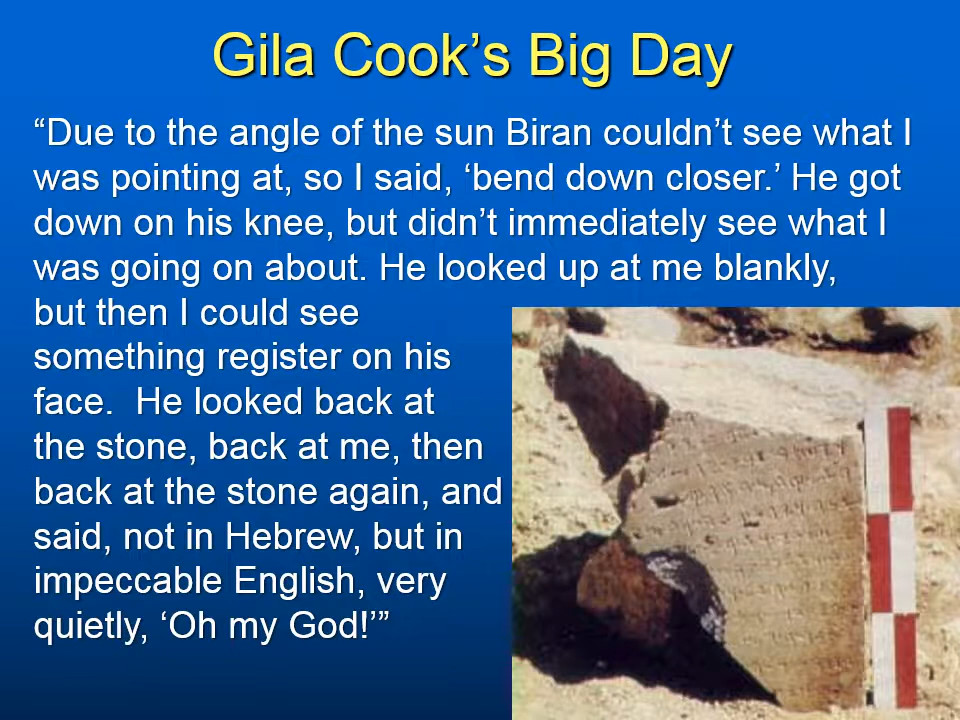 Gila Cook’s Big Day
“Due to the angle of the sun Biran couldn’t see what I
was pointing at, so I said, ‘bend down closer.’ He got
down on his knee, but didn’t immediately see what I
was going on about. He looked up at me blankly,
but then I could see
something register on his
face.  He looked back at
the stone, back at me, then
back at the stone again, and
said, not in Hebrew, but in
impeccable English, very
quietly, ‘Oh my God!’”